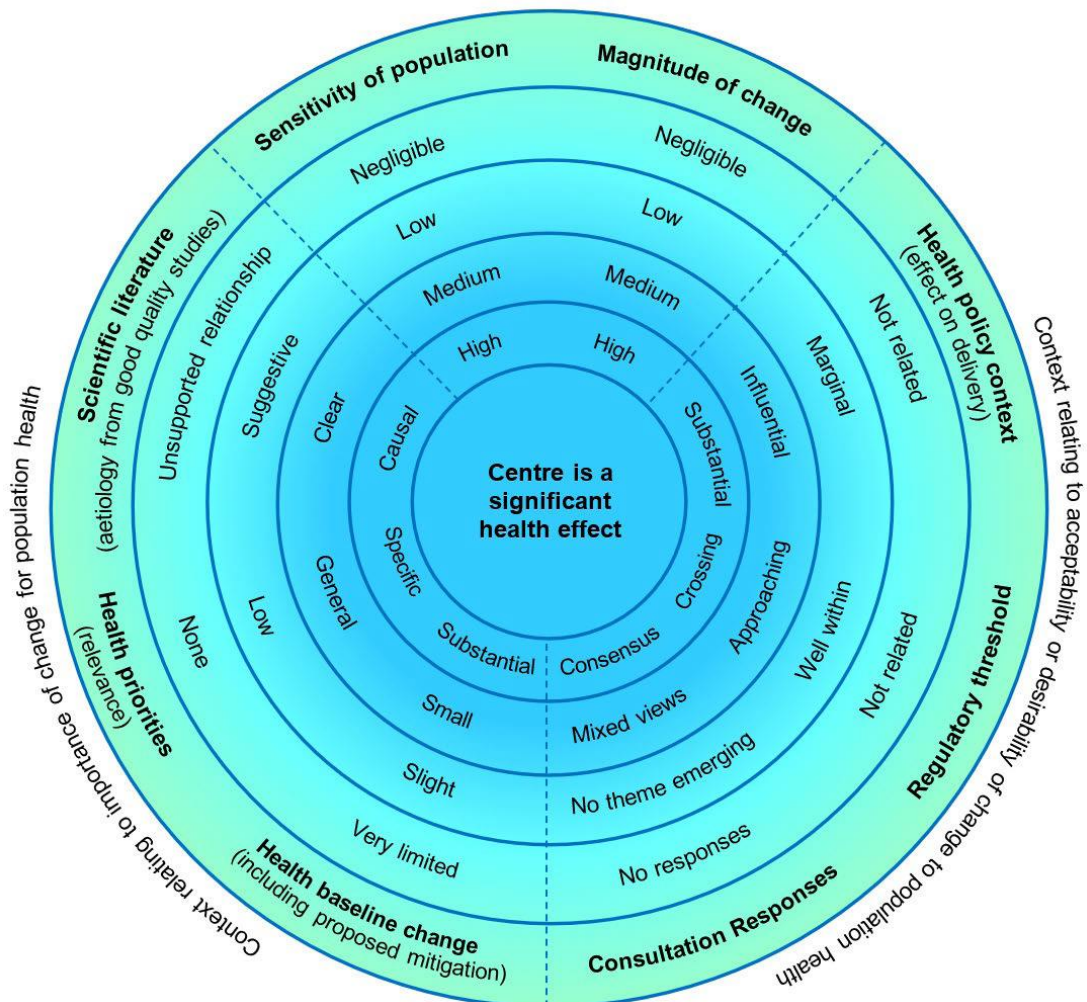 Sensitivity of population
Magnitude of change
Negligible
Negligible
Low
Low
Medium
Medium
High
High
Scientific literature
(aetiology from good quality studies)
Unsupported relationship
Suggestive
Clear
Causal
Health policy context
(effect on delivery)
Not related
Marginal
Influential
Substantial
Centre is a
significant
health effect
Health priorities
(relevance)
None
Low
General
Specific
Regulatory threshold
Not related
Well within
Approaching
Crossing
Health baseline change
(including proposed mitigation)
Very limited
Slight
Small
Substantial
Consultation Responses
No responses
No theme emerging
Mixed views
Consensus
Context relating to importance of change for population health
Context relating to acceptability or desirability of change to population health